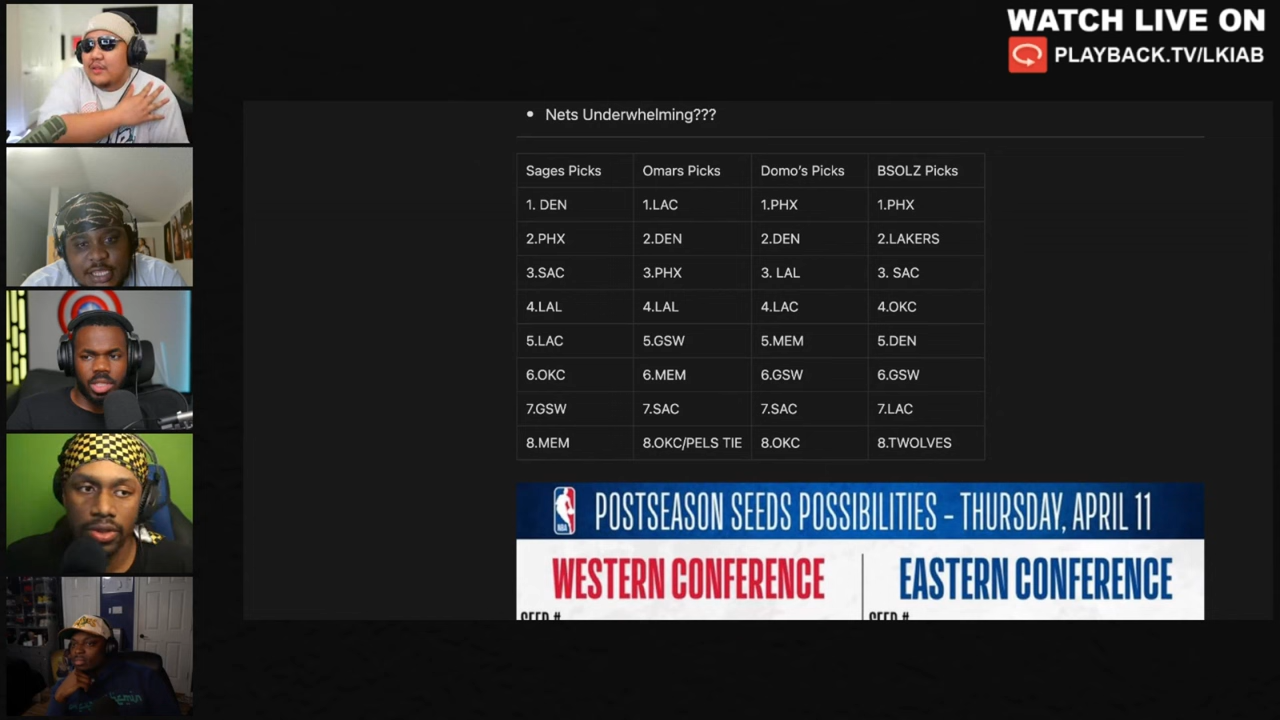 WATCH LIVE ON
PLAYBACK.TV/LKIAB
• Nets Underwhelming???
Sages Picks Omars Picks Domo's Picks BSOLZ Picks
1. DEN 1.LAC 1.PHX 1.PHX
2.PHX 2.DEN 2.DEN 2.LAKERS
3.SAC 3.PHX 3. LAL 3. SAC
4.LAL 4.LAL 4.LAC 4.OKC
5.LAC 5.GSW 5.MEM 5.DEN
6.OKC 6.MEM 6.GSW 6.GSW
7.GSW 7.SAC 7.SAC 7.LAC
8.MEM 8.OKC/PELS TIE 8.OKC 8.TWOLVES
NBA POSTSEASON SEEDS POSSIBILITIES – THURSDAY, APRIL 11
WESTERN CONFERENCE EASTERN CONFERENCE
SEED # SEED #